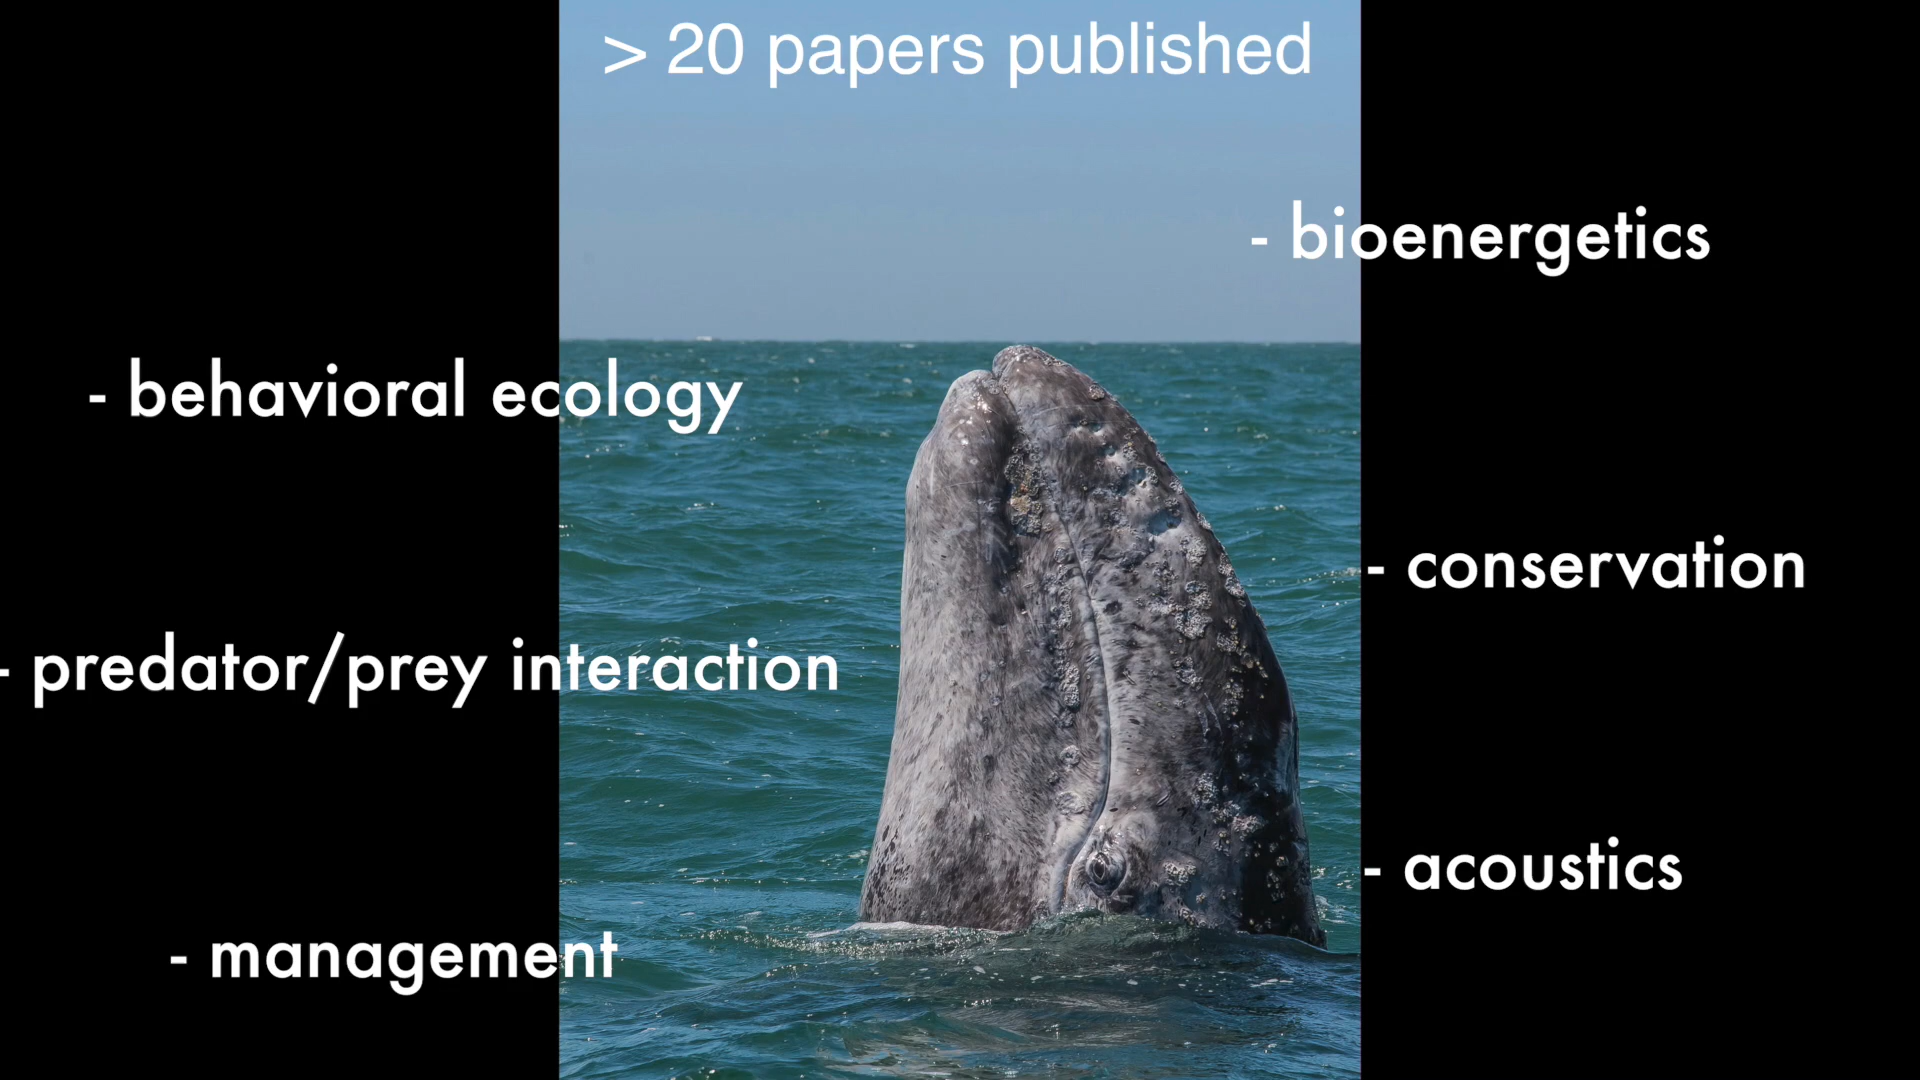 > 20 papers published
- bioenergetics
- behavioral ecology
- conservation
- predator/prey interaction
- acoustics
- management